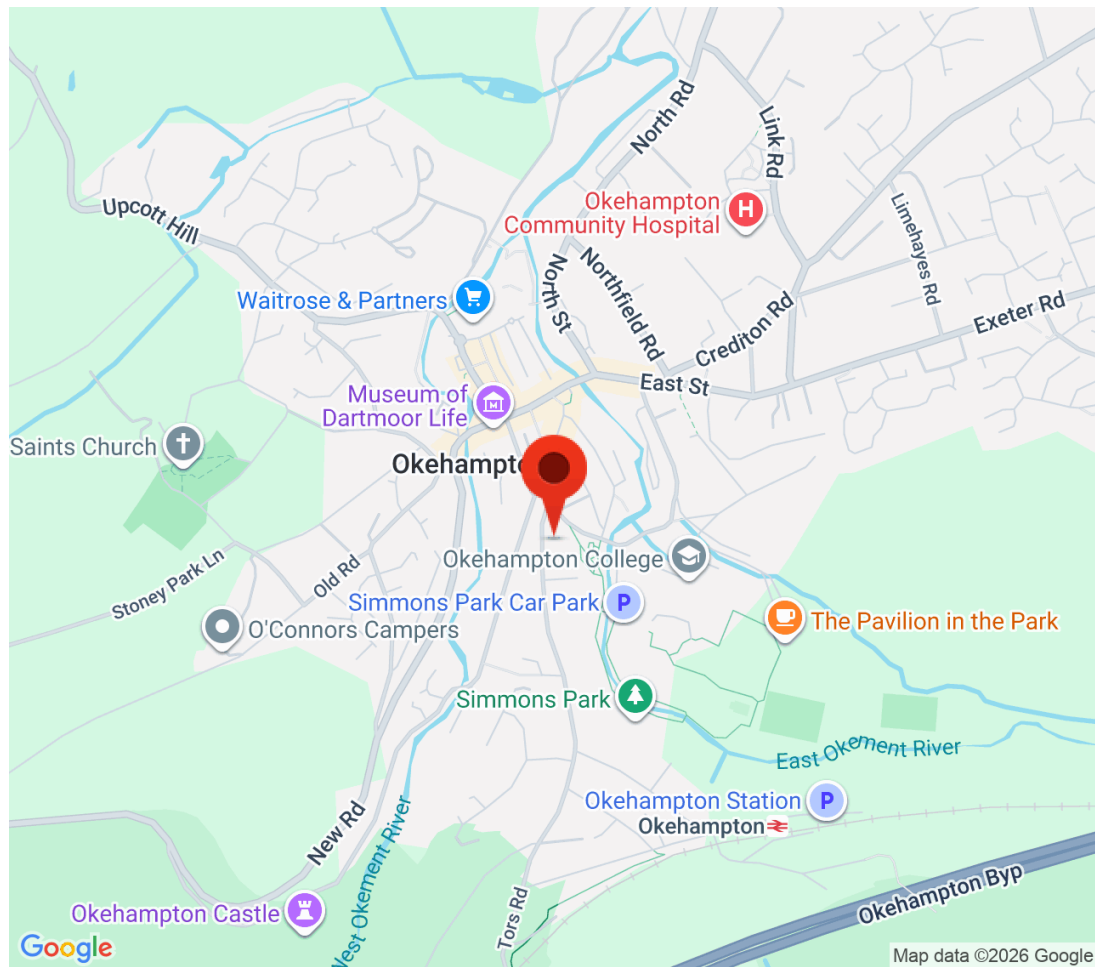 North Rd
Link Rd
Okehampton
Community Hospital
H
Upcott Hill
Limehayes Rd
Northfield Rd
North St
Waitrose & Partners
Crediton Rd
Exeter Rd
East St
Museum of
Dartmoor Life
M
Saints Church
Okehampt
Okehampton College
Stoney Park Ln
Old Rd
Simmons Park Car Park
P
O'Connors Campers
The Pavilion in the Park
Simmons Park
East Okement River
Okehampton Station
P
Okehampton
New Rd
West Okement River
Tors Rd
Okehampton Byp
Okehampton Castle
Google
Map data ©2026 Google